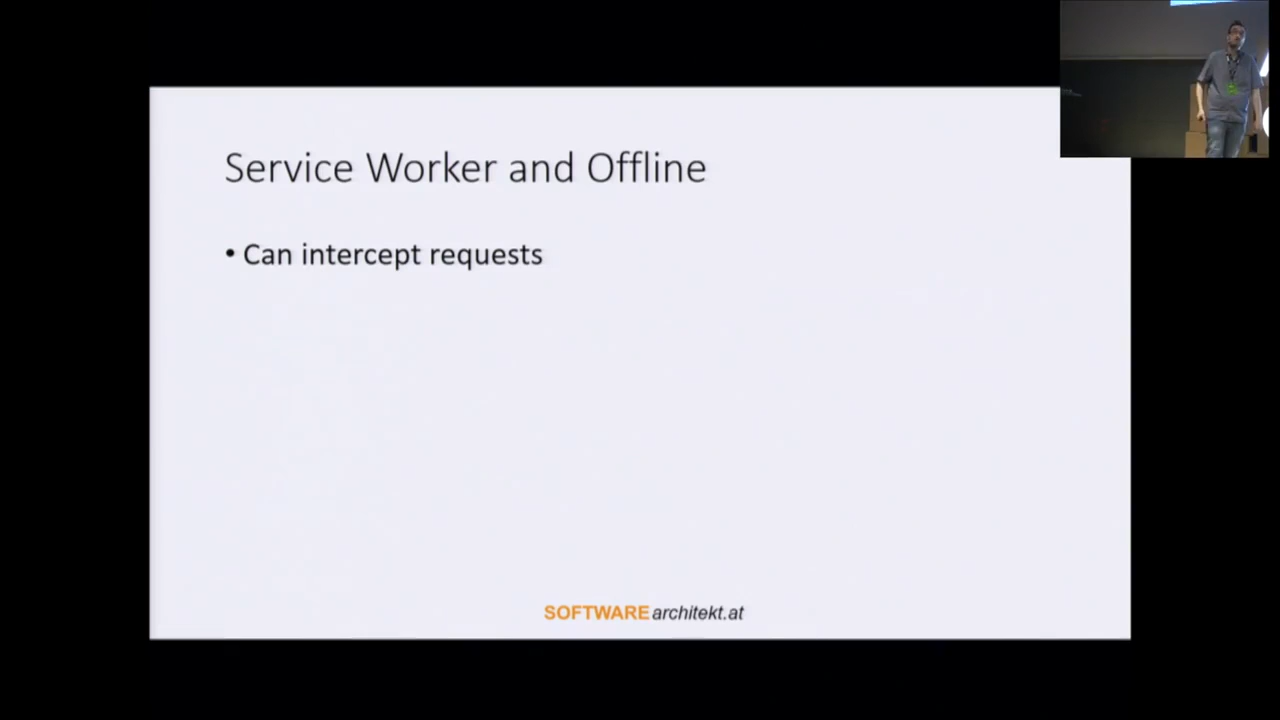 Service Worker and Offline
• Can intercept requests
SOFTWAREarchitekt.at